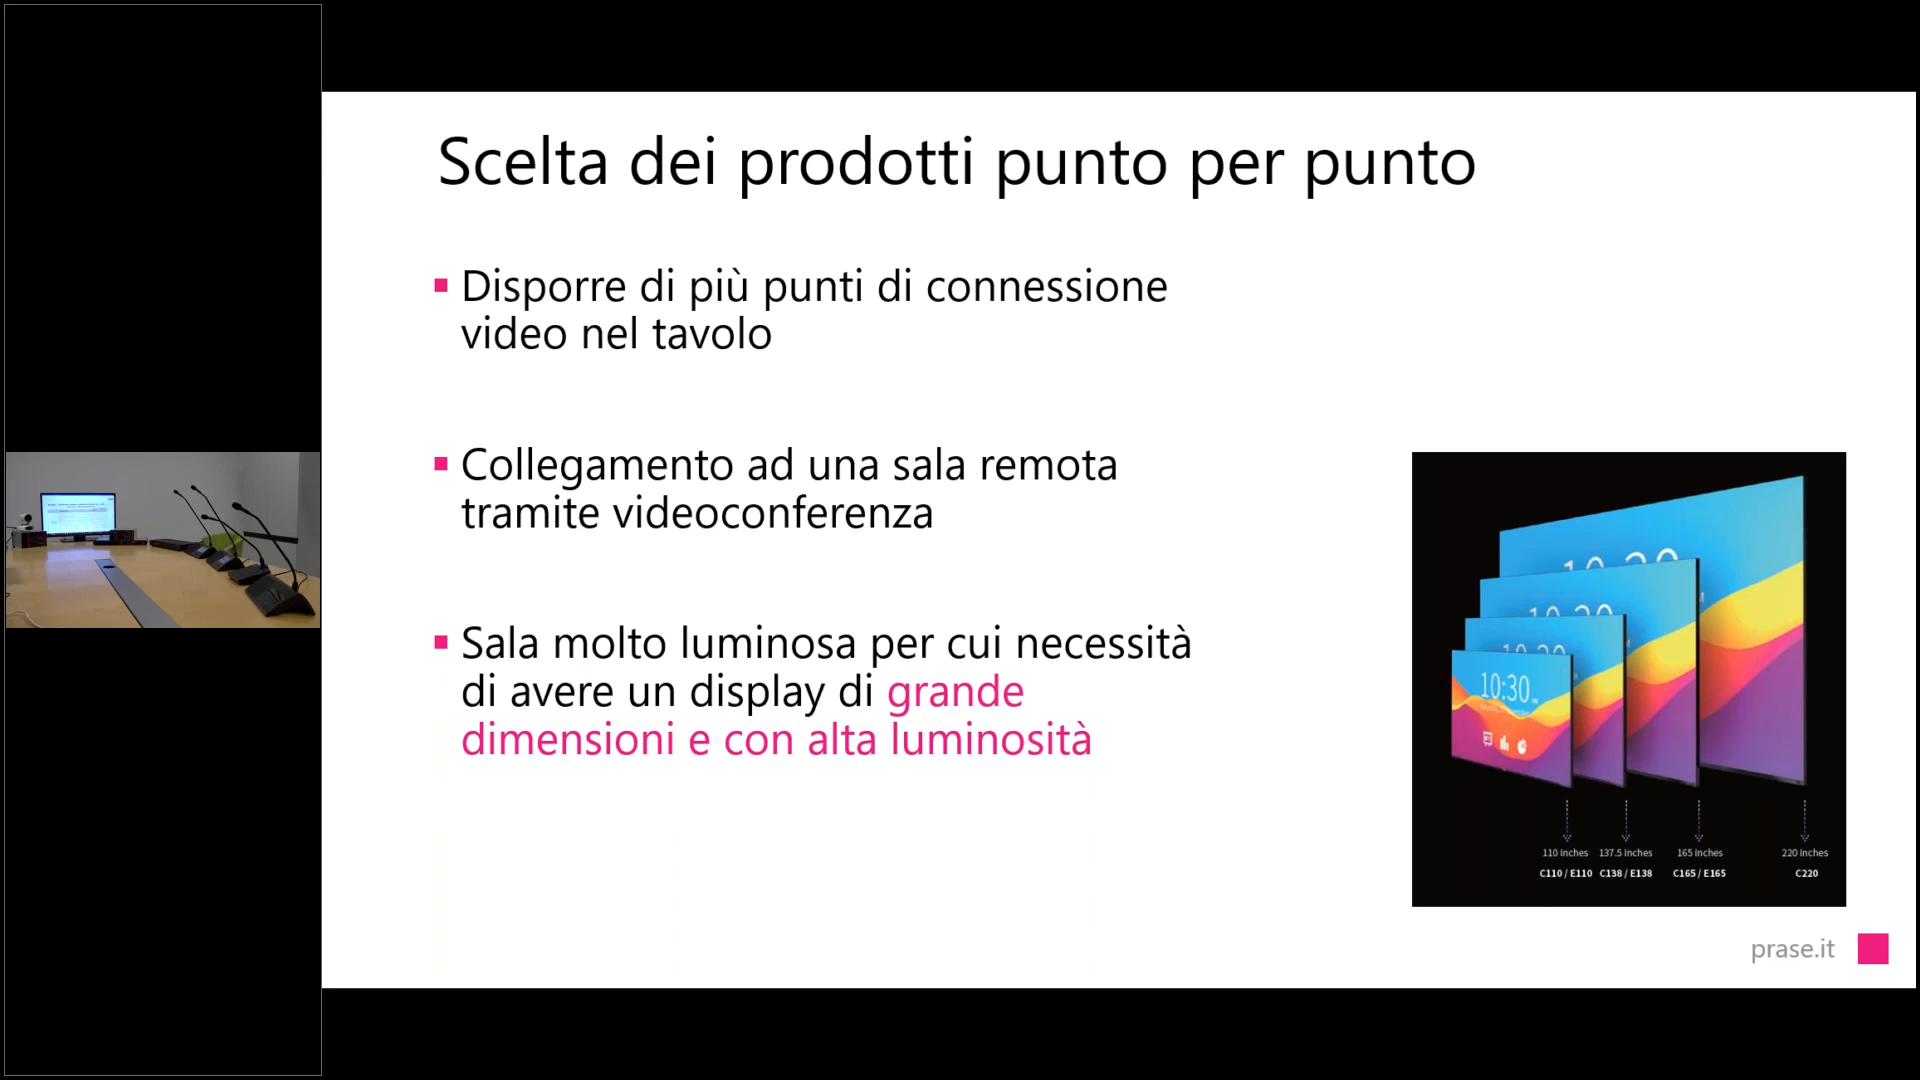 Scelta dei prodotti punto per punto
Disporre di più punti di connessione
video nel tavolo
Collegamento ad una sala remota
tramite videoconferenza
Sala molto luminosa per cui necessità
di avere un display di grande
dimensioni e con alta luminosità
10:30
110 inches 137.5 inches 165 inches 220 inches
C110 / E110 C138 / E138 C165 / E165 C220
prase.it